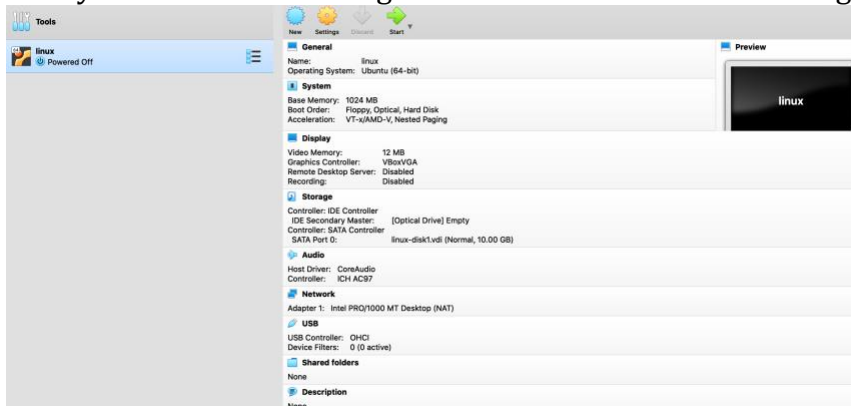 Tools
New Settings Discard Start
linux
Powered Off
General
Name: linux
Operating System: Ubuntu (64-bit)
System
Base Memory: 1024 MB
Boot Order: Floppy, Optical, Hard Disk
Acceleration: VT-x/AMD-V, Nested Paging
Display
Video Memory: 12 MB
Graphics Controller: VBoxVGA
Remote Desktop Server: Disabled
Recording: Disabled
Storage
Controller: IDE Controller
IDE Secondary Master: [Optical Drive] Empty
Controller: SATA Controller
SATA Port 0: linux-disk1.vdi (Normal, 10.00 GB)
Audio
Host Driver: CoreAudio
Controller: ICH AC97
Network
Adapter 1: Intel PRO/1000 MT Desktop (NAT)
USB
USB Controller: OHCI
Device Filters: 0 (0 active)
Shared folders
None
Description
None
Preview
linux